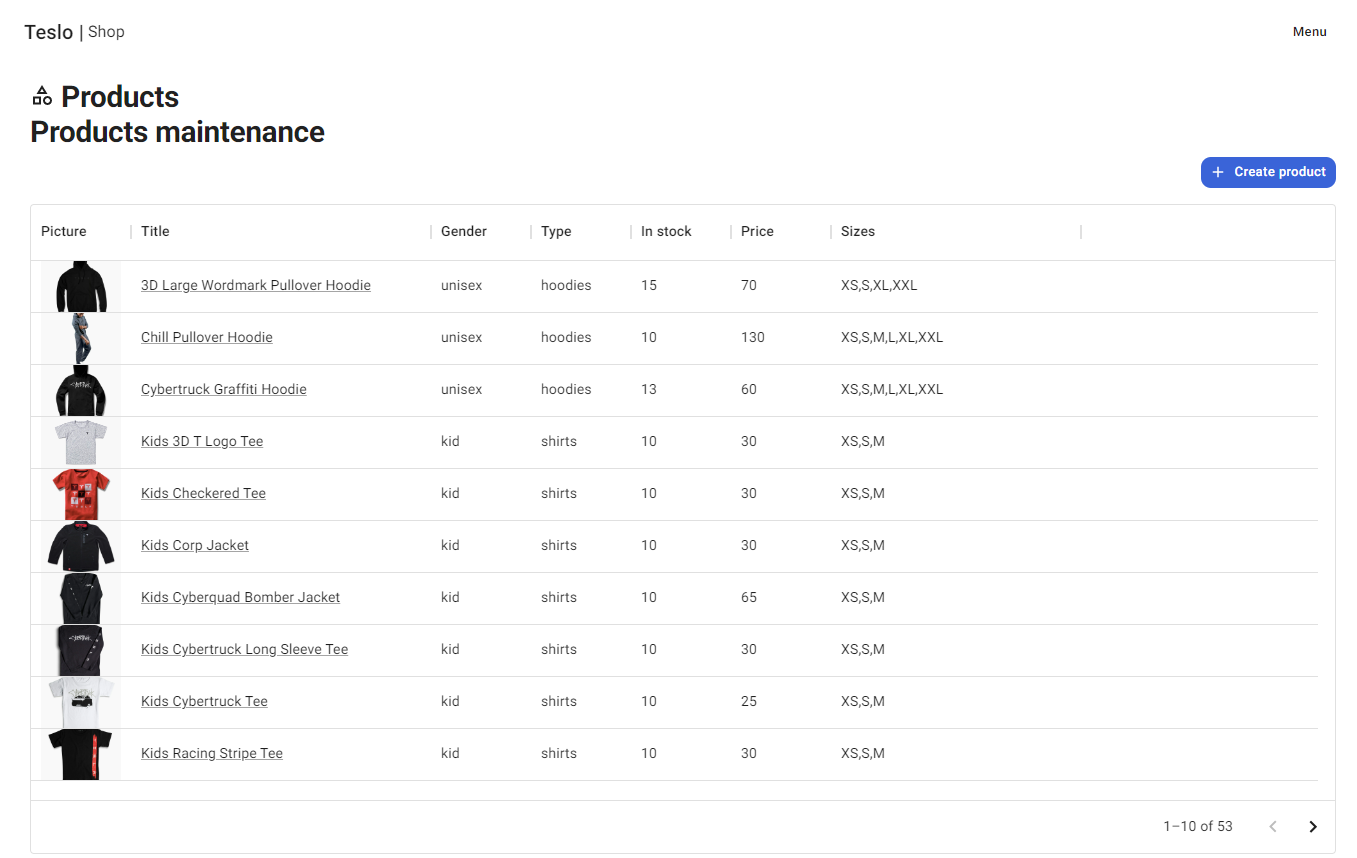 Teslo | Shop Menu
Products
Products maintenance
+ Create product
Picture Title Gender Type In stock Price Sizes
3D Large Wordmark Pullover Hoodie unisex hoodies 15 70 XS,S,XL,XXL
Chill Pullover Hoodie unisex hoodies 10 130 XS,S,M,L,XL,XXL
Cybertruck Graffiti Hoodie unisex hoodies 13 60 XS,S,M,L,XL,XXL
Kids 3D T Logo Tee kid shirts 10 30 XS,S,M
Kids Checkered Tee kid shirts 10 30 XS,S,M
Kids Corp Jacket kid shirts 10 30 XS,S,M
Kids Cyberquad Bomber Jacket kid shirts 10 65 XS,S,M
Kids Cybertruck Long Sleeve Tee kid shirts 10 30 XS,S,M
Kids Cybertruck Tee kid shirts 10 25 XS,S,M
Kids Racing Stripe Tee kid shirts 10 30 XS,S,M
1–10 of 53